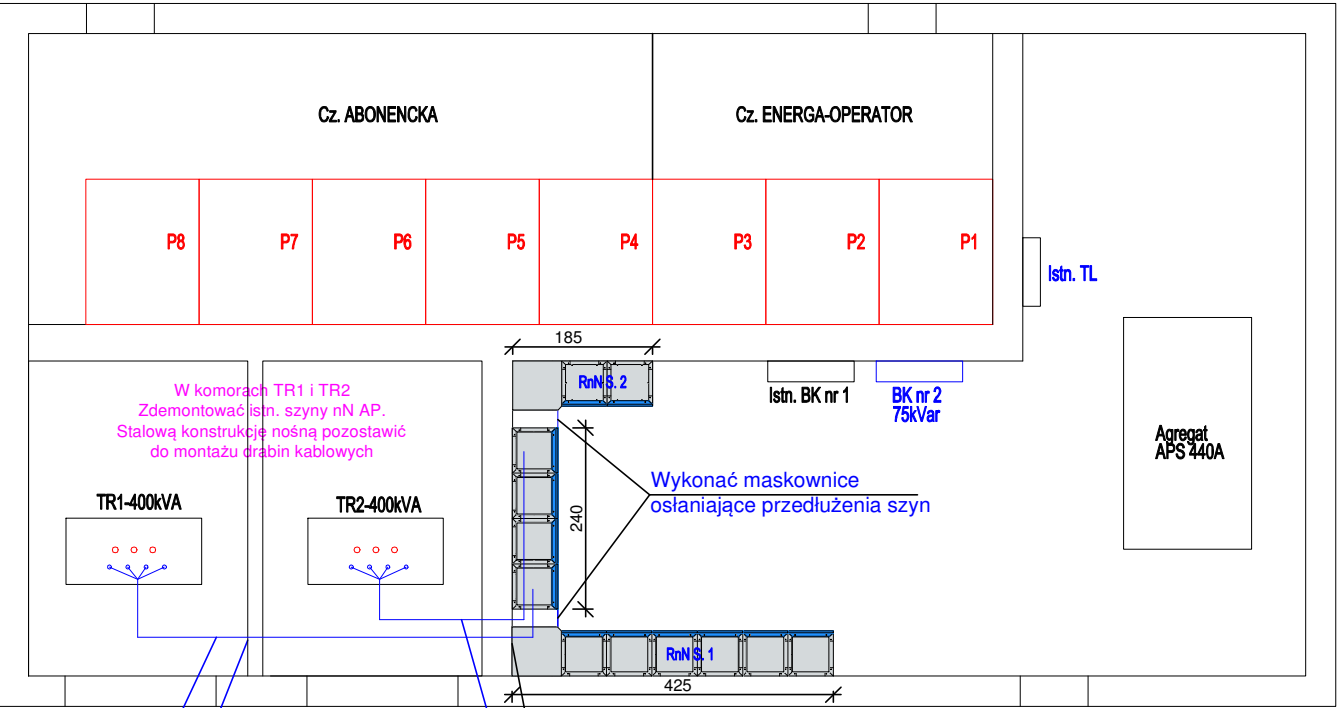 Cz. ABONENCKA
Cz. ENERGA-OPERATOR
P8
P7
P6
P5
P4
P3
P2
P1
Istn. TL
185
RnN S. 2
Istn. BK nr 1
BK nr 2
75kVar
W komorach TR1 i TR2
Zdemontować istn. szyny nN AP.
Stalową konstrukcję nośną pozostawić
do montażu drabin kablowych
Agregat
APS 440A
Wykonać maskownice
osłaniające przedłużenia szyn
TR1-400kVA
TR2-400kVA
240
RnN S. 1
425